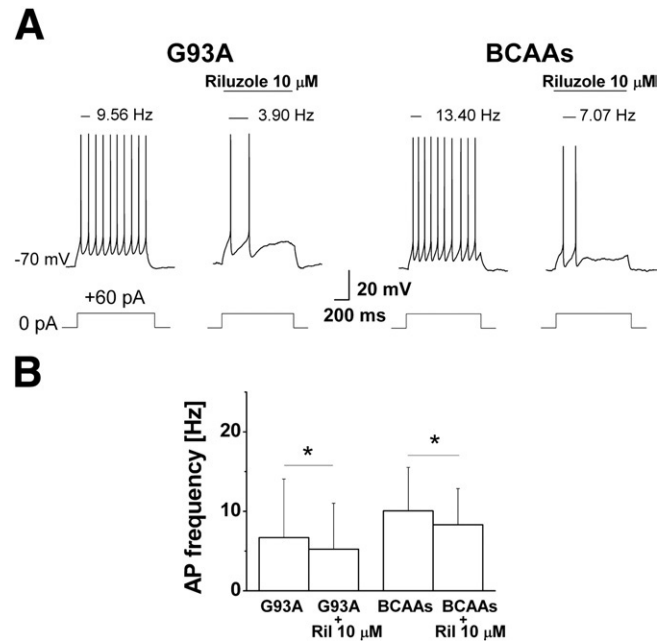 A
G93A
BCAAs
Riluzole 10 μM
Riluzole 10 μM
9.56 Hz
3.90 Hz
13.40 Hz
7.07 Hz
-70 mV
+60 pA
20 mV
200 ms
0 pA
B
AP frequency [Hz]
20
10
0
*
*
G93A
G93A
+
Ril 10 μM
BCAAs
BCAAs
+
Ril 10 μM